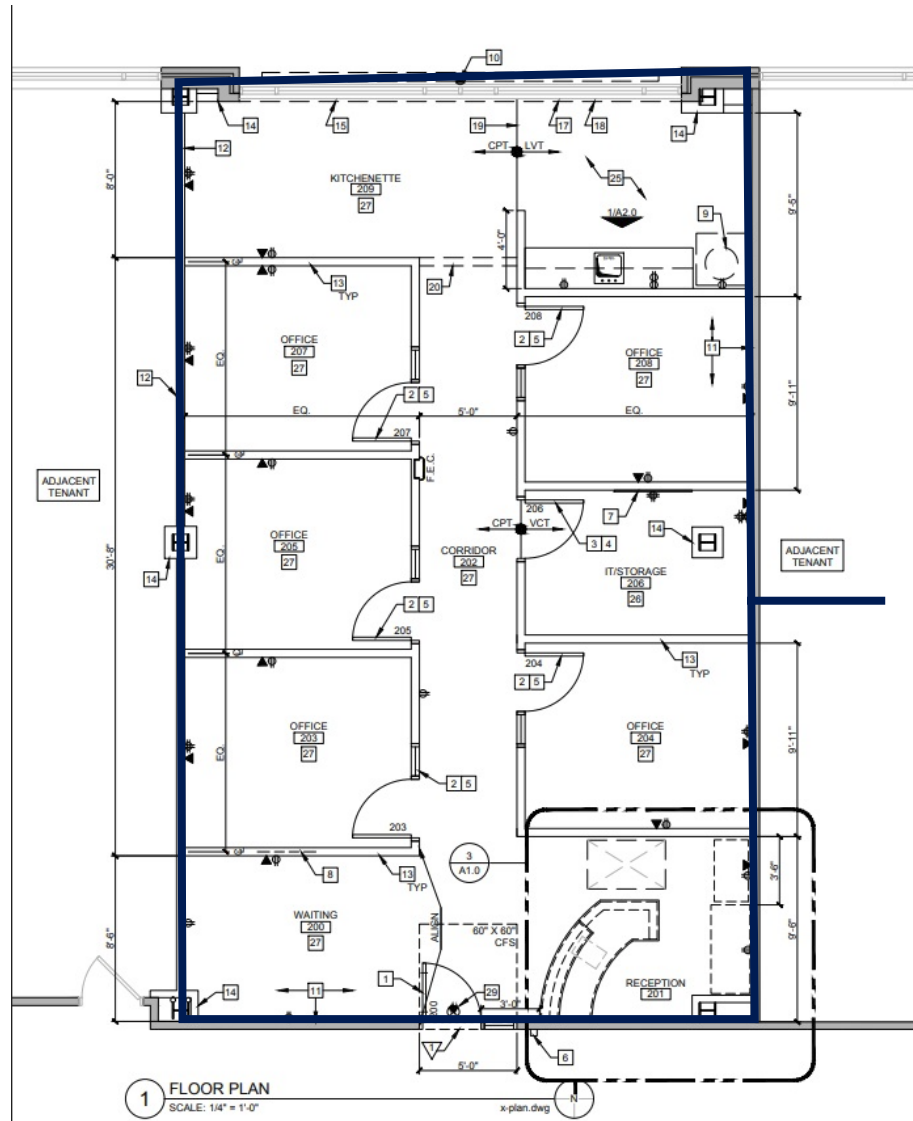 10
14
15
19
17
18
14
12
CPT
LVT
25
8'-0"
KITCHENETTE
209
27
1/A2.0
9
9'-5"
4'-0"
13
TYP
20
208
2 5
OFFICE
207
27
OFFICE
208
27
11
EQ.
12
2 5
9'-11"
EQ.
5'-0"
EQ.
207
F.E.C.
ADJACENT
TENANT
7
206
CPT
VCT
3 4
14
OFFICE
205
27
EQ.
CORRIDOR
202
27
ADJACENT
TENANT
14
30'-8"
IT/STORAGE
206
26
2 5
205
204
2 5
13
TYP
OFFICE
203
27
EQ.
OFFICE
204
27
9'-11"
2 5
203
3
A1.0
8
13
TYP
3'-6"
WAITING
200
27
ALIGN
60" X 60"
CFS
8'-6"
9'-6"
RECEPTION
201
14
11
1
200
29
3'-0"
1
6
5'-0"
1
FLOOR PLAN
SCALE: 1/4" = 1'-0"
x-plan.dwg
N